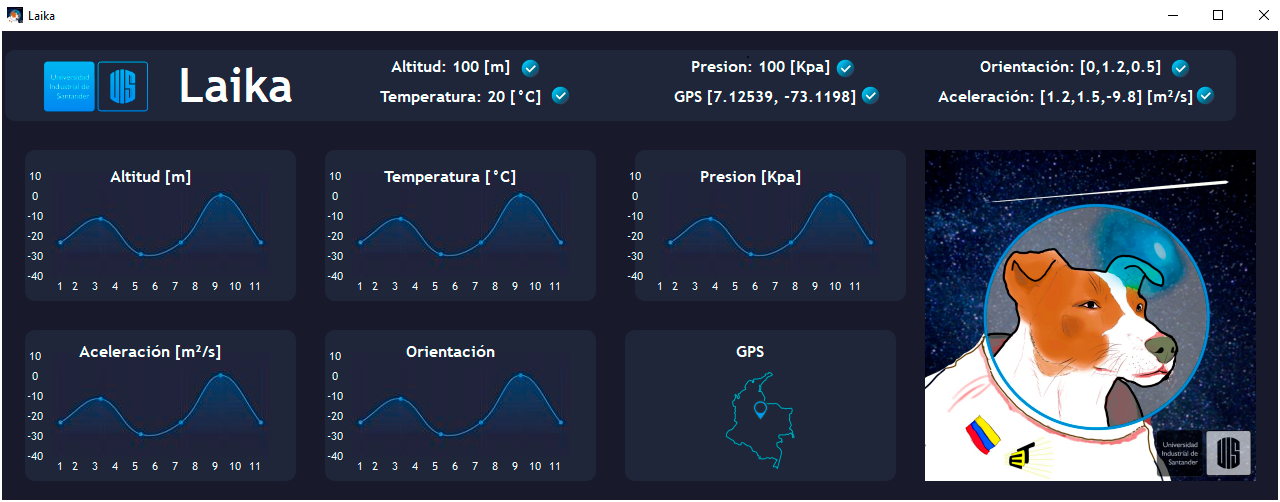 Laika
Universidad
Industrial de
Santander
UIS
Laika
Altitud: 100 [m]
Temperatura: 20 [°C]
Presion: 100 [Kpa]
GPS [7.12539, -73.1198]
Orientación: [0,1.2,0.5]
Aceleración: [1.2,1.5,-9.8] [m²/s]
Altitud [m]
10
0
-10
-20
-30
-40
1 2 3 4 5 6 7 8 9 10 11
Temperatura [°C]
10
0
-10
-20
-30
-40
1 2 3 4 5 6 7 8 9 10 11
Presion [Kpa]
10
0
-10
-20
-30
-40
1 2 3 4 5 6 7 8 9 10 11
Aceleración [m²/s]
10
0
-10
-20
-30
-40
1 2 3 4 5 6 7 8 9 10 11
Orientación
10
0
-10
-20
-30
-40
1 2 3 4 5 6 7 8 9 10 11
GPS
Universidad
Industrial de
Santander
UIS